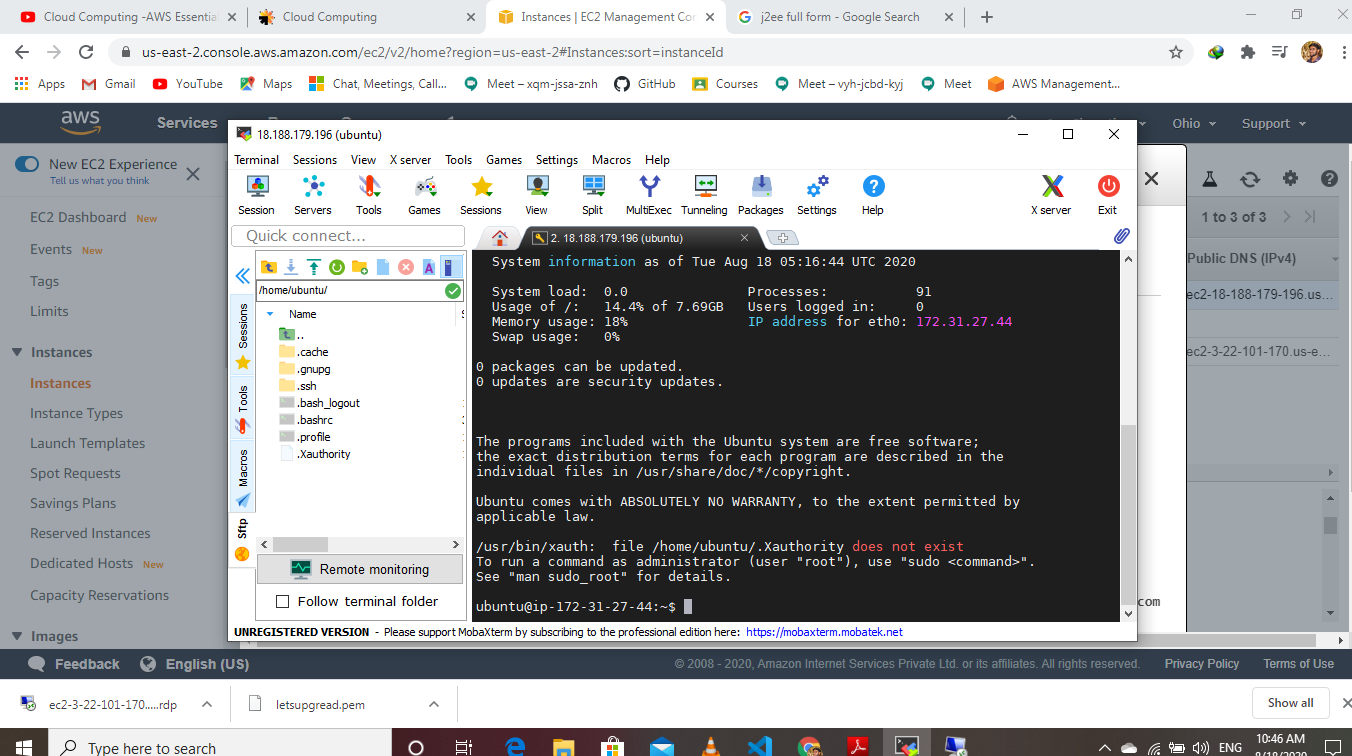 Cloud Computing -AWS Essentia
Cloud Computing
Instances | EC2 Management Cor
j2ee full form - Google Search
us-east-2.console.aws.amazon.com/ec2/v2/home?region=us-east-2#Instances:sort=instanceId
Apps
Gmail
YouTube
Maps
Chat, Meetings, Call...
Meet – xqm-jssa-znh
GitHub
Courses
Meet – vyh-jcbd-kyj
Meet
AWS Management...
aws
Services
Ohio
Support
New EC2 Experience
Tell us what you think
EC2 Dashboard New
Events New
Tags
Limits
Instances
Instances
Instance Types
Launch Templates
Spot Requests
Savings Plans
Reserved Instances
Dedicated Hosts New
Capacity Reservations
Images
1 to 3 of 3
Public DNS (IPv4)
ec2-18-188-179-196.us...
ec2-3-22-101-170.us-e...
com
18.188.179.196 (ubuntu)
Terminal Sessions View X server Tools Games Settings Macros Help
Session Servers Tools Games Sessions View Split MultiExec Tunneling Packages Settings Help X server Exit
Quick connect...
2. 18.188.179.196 (ubuntu)
Sessions
Tools
Macros
Sftp
/home/ubuntu/
Name
..
.cache
.gnupg
.ssh
.bash_logout
.bashrc
.profile
.Xauthority
Remote monitoring
Follow terminal folder
System information as of Tue Aug 18 05:16:44 UTC 2020
System load: 0.0 Processes: 91
Usage of /: 14.4% of 7.69GB Users logged in: 0
Memory usage: 18% IP address for eth0: 172.31.27.44
Swap usage: 0%
0 packages can be updated.
0 updates are security updates.
The programs included with the Ubuntu system are free software;
the exact distribution terms for each program are described in the
individual files in /usr/share/doc/*/copyright.
Ubuntu comes with ABSOLUTELY NO WARRANTY, to the extent permitted by
applicable law.
/usr/bin/xauth: file /home/ubuntu/.Xauthority does not exist
To run a command as administrator (user "root"), use "sudo <command>".
See "man sudo_root" for details.
ubuntu@ip-172-31-27-44:~$
UNREGISTERED VERSION - Please support MobaXterm by subscribing to the professional edition here: https://mobaxterm.mobatek.net
Feedback
English (US)
© 2008 - 2020, Amazon Internet Services Private Ltd. or its affiliates. All rights reserved.
Privacy Policy
Terms of Use
ec2-3-22-101-170.....rdp
letsupgread.pem
Show all
Type here to search
ENG
10:46 AM
8/18/2020